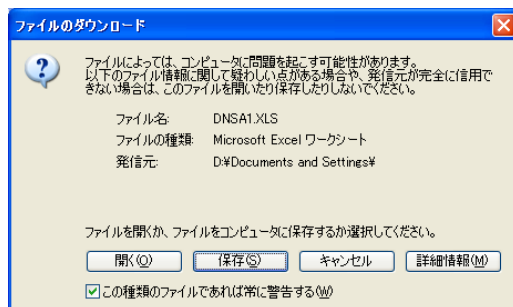 ファイルのダウンロード
ファイルによっては、コンピュータに問題を起こす可能性があります。
以下のファイル情報に関して疑わしい点がある場合や、発信元が完全に信用で
きない場合は、このファイルを開いたり保存したりしないでください。
ファイル名: DNSA1.XLS
ファイルの種類: Microsoft Excel ワークシート
発信元: D:¥Documents and Settings¥
ファイルを開くか、ファイルをコンピュータに保存するか選択してください。
開く(O) 保存(S) キャンセル 詳細情報(M)
この種類のファイルであれば常に警告する(W)